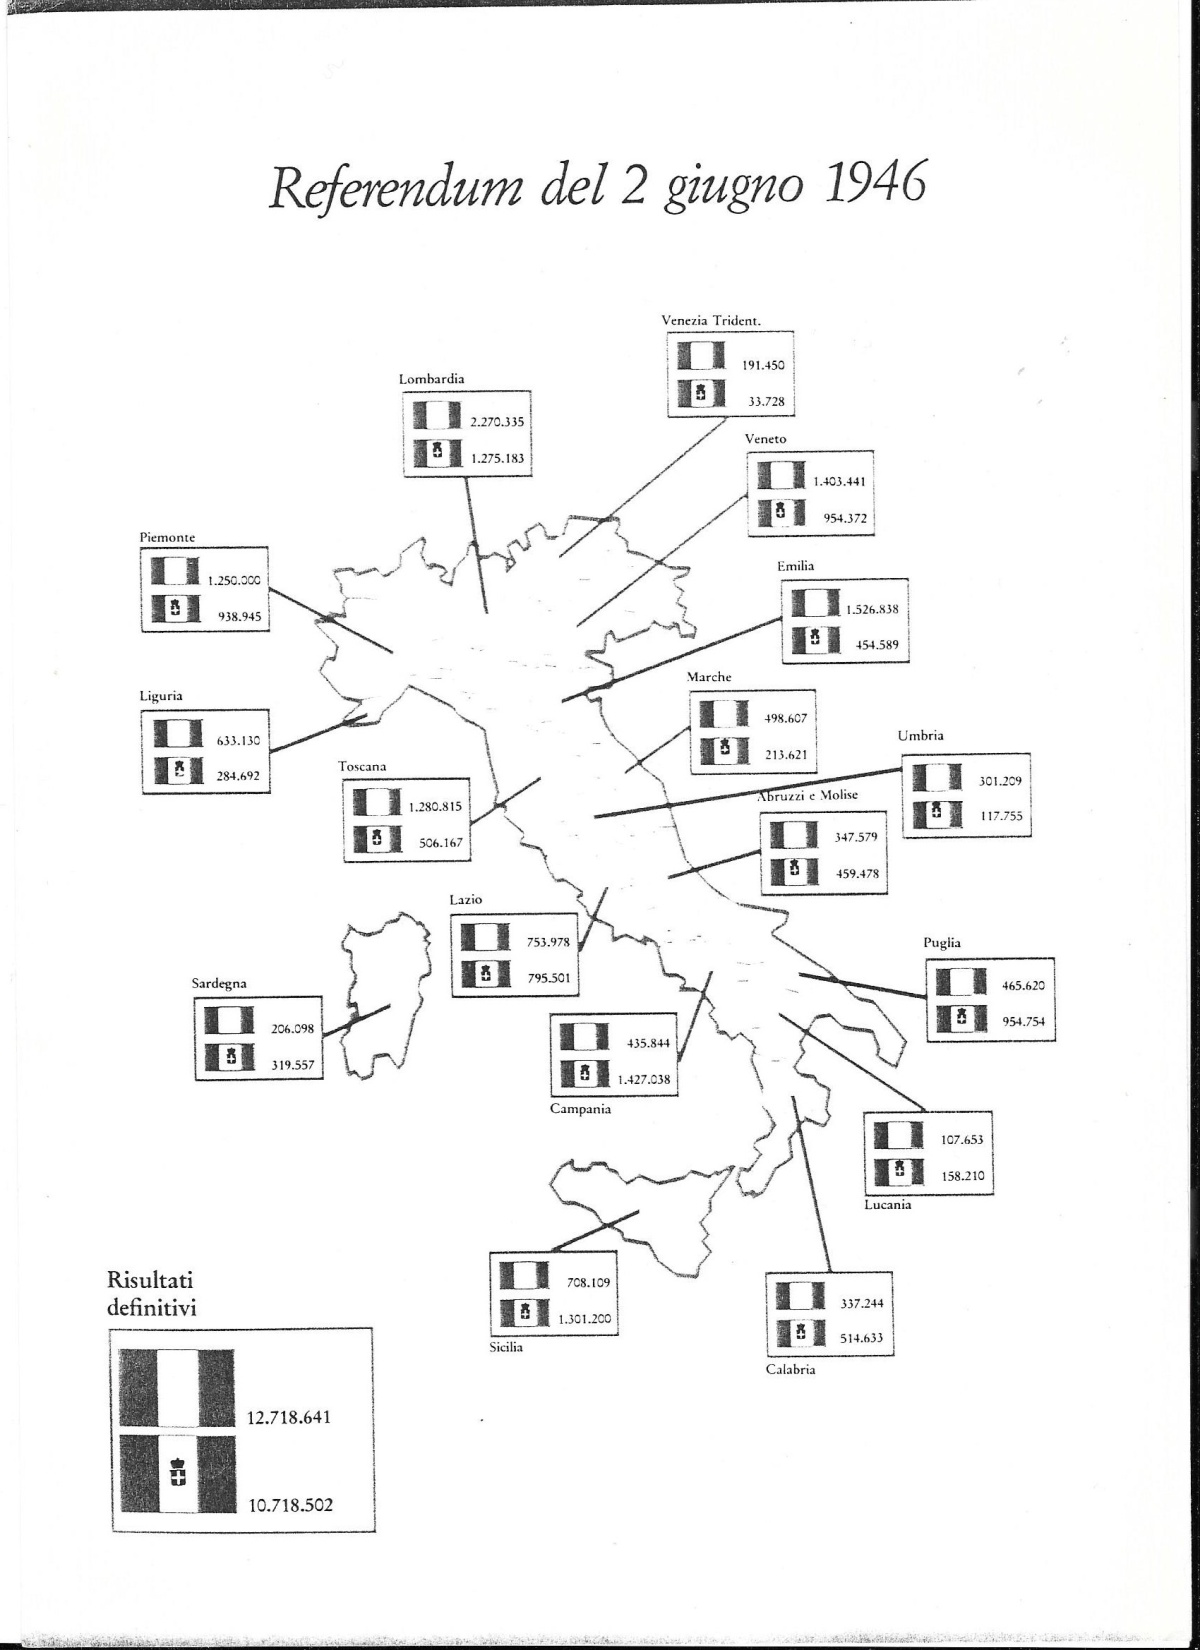 Referendum del 2 giugno 1946
Venezia Trident.
191.450
33.728
Lombardia
2.270.335
1.275.183
Veneto
1.403.441
954.372
Piemonte
1.250.000
938.945
Emilia
1.526.838
454.589
Marche
498.607
213.621
Liguria
633.130
284.692
Umbria
301.209
117.755
Toscana
1.280.815
506.167
Abruzzi e Molise
347.579
459.478
Lazio
753.978
795.501
Puglia
465.620
954.754
Sardegna
206.098
319.557
435.844
1.427.038
Campania
107.653
158.210
Lucania
708.109
1.301.200
Sicilia
337.244
514.633
Calabria
Risultati
definitivi
12.718.641
10.718.502